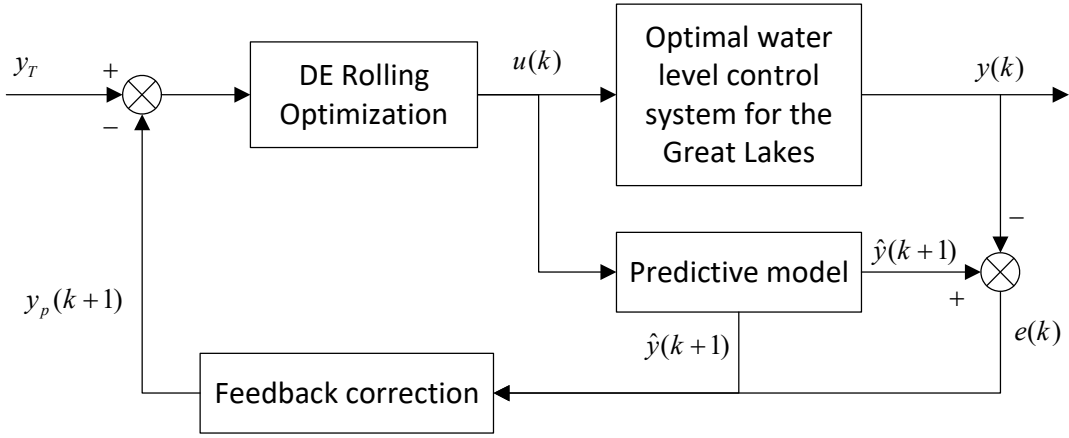 y_T
+
−
DE Rolling
Optimization
u(k)
Optimal water
level control
system for the
Great Lakes
y(k)
−
Predictive model
ŷ(k+1)
+
e(k)
y_p(k+1)
ŷ(k+1)
Feedback correction